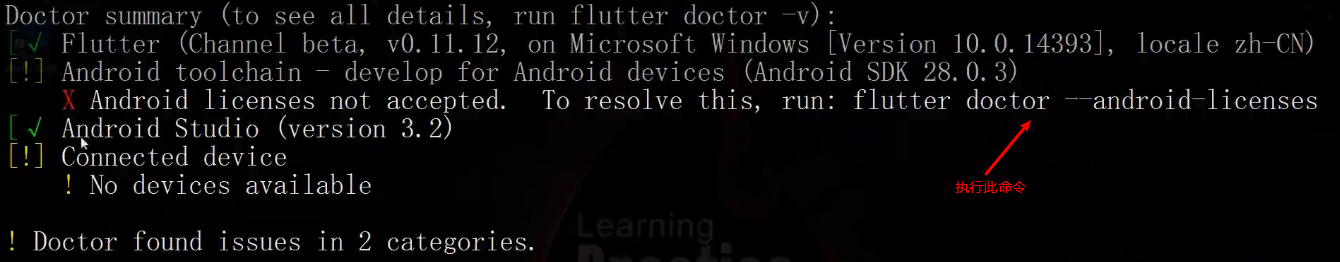 Doctor summary (to see all details, run flutter doctor -v):
[√] Flutter (Channel beta, v0.11.12, on Microsoft Windows [Version 10.0.14393], locale zh-CN)
[!] Android toolchain - develop for Android devices (Android SDK 28.0.3)
X Android licenses not accepted.  To resolve this, run: flutter doctor --android-licenses
[√] Android Studio (version 3.2)
[!] Connected device
! No devices available
执行此命令
Learning
! Doctor found issues in 2 categories.